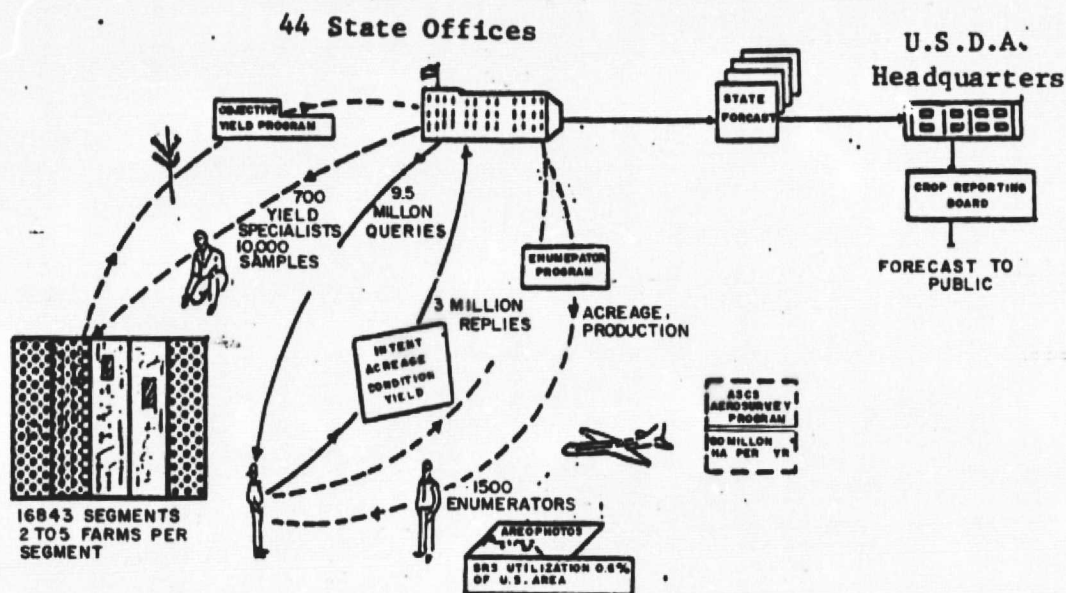 44 State Offices
U.S.D.A.
Headquarters
OBJECTIVE
YIELD PROGRAM
STATE
FORCAST
CROP REPORTING
BOARD
FORECAST TO
PUBLIC
700
YIELD
SPECIALISTS
10,000
SAMPLES
9.5
MILLON
QUERIES
ENUMEPATOR
PROGRAM
3 MILLION
REPLIES
ACREAGE,
PRODUCTION
INTENT
ACREAGE
CONDITION
YIELD
ASCS
AEROSURVEY
PROGRAM
MILLON
HA PER YR
16843 SEGMENTS
2 TO 5 FARMS PER
SEGMENT
1500
ENUMERATORS
AREOPHOTOS
SRS UTILIZATION 0.6%
OF U.S. AREA